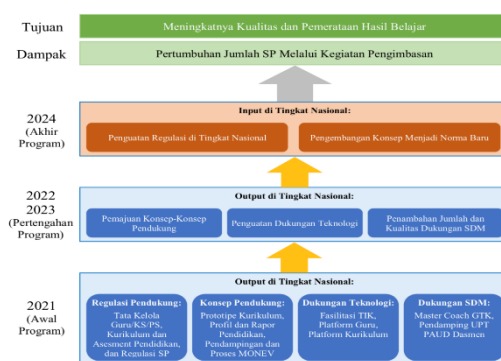 Tujuan
Meningkatnya Kualitas dan Pemerataan Hasil Belajar
Dampak
Pertumbuhan Jumlah SP Melalui Kegiatan Pengimbasan
2024
(Akhir
Program)
Input di Tingkat Nasional:
Penguatan Regulasi di Tingkat Nasional
Pengembangan Konsep Menjadi Norma Baru
2022
2023
(Pertengahan
Program)
Output di Tingkat Nasional:
Pemajuan Konsep-Konsep
Pendukung
Penguatan Dukungan Teknologi
Penambahan Jumlah dan
Kualitas Dukungan SDM
2021
(Awal
Program)
Output di Tingkat Nasional:
Regulasi Pendukung:
Tata Kelola
Guru/KS/PS,
Kurikulum dan
Asesment Pendidikan,
dan Regulasi SP
Konsep Pendukung:
Prototipe Kurikulum,
Profil dan Rapor
Pendidikan,
Pendampingan dan
Proses MONEV
Dukungan Teknologi:
Fasilitasi TIK,
Platform Guru,
Platform Kurikulum
Dukungan SDM:
Master Coach GTK,
Pendamping UPT
PAUD Dasmen